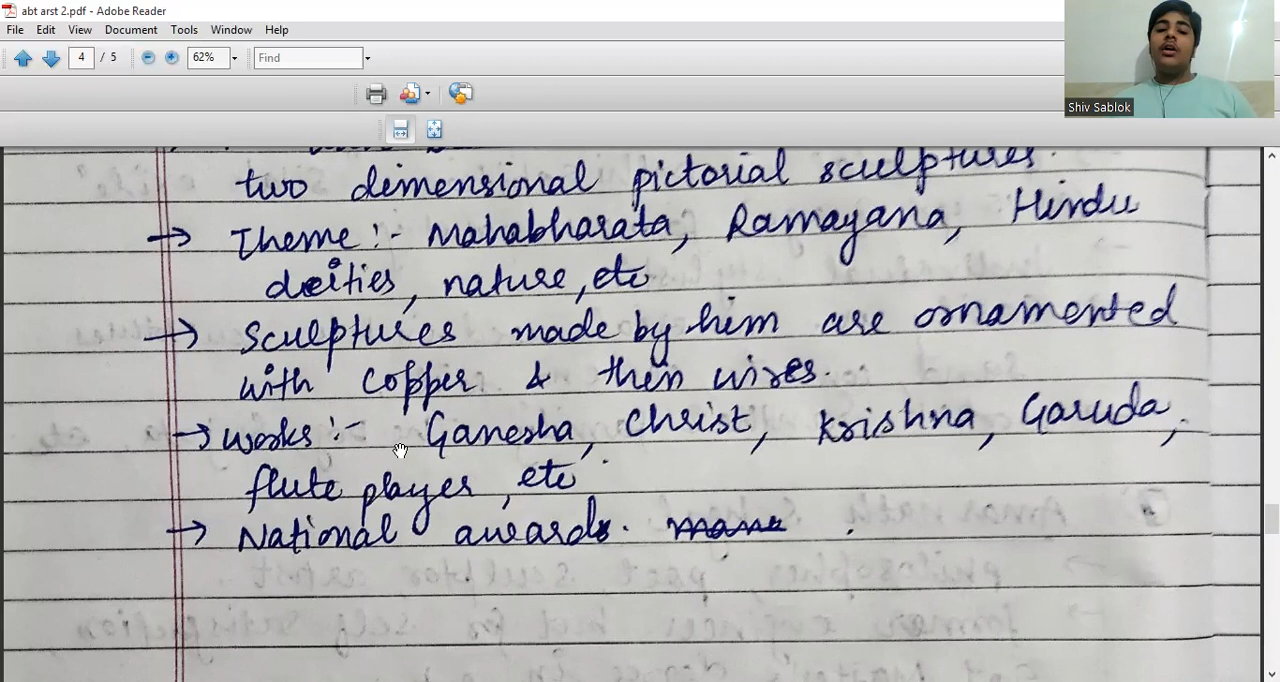 abt arst 2.pdf - Adobe Reader
File Edit View Document Tools Window Help
4 / 5 62% Find
Shiv Sablok
two dimensional pictorial sculptures.
→ Theme :- Mahabharata, Ramayana, Hindu
deities, nature, etc
→ Sculptures made by him are ornamented
with copper & then wires.
→ works :- Ganesha, Christ, Krishna, Garuda,
flute player, etc.
→ National awards.